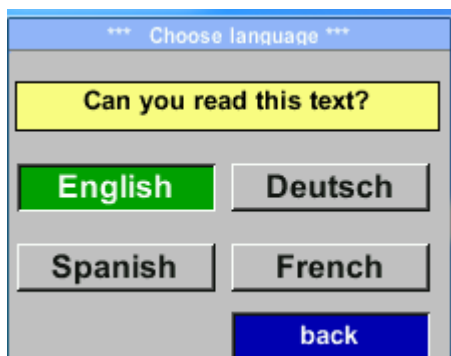 *** Choose language ***
Can you read this text?
English Deutsch
Spanish French
back